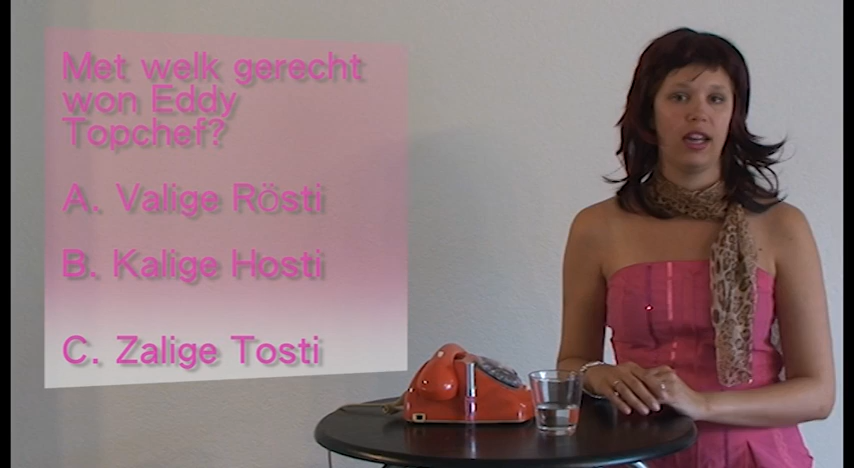 Met welk gerecht
won Eddy
Topchef?
A. Valige Rösti
B. Kalige Hosti
C. Zalige Tosti